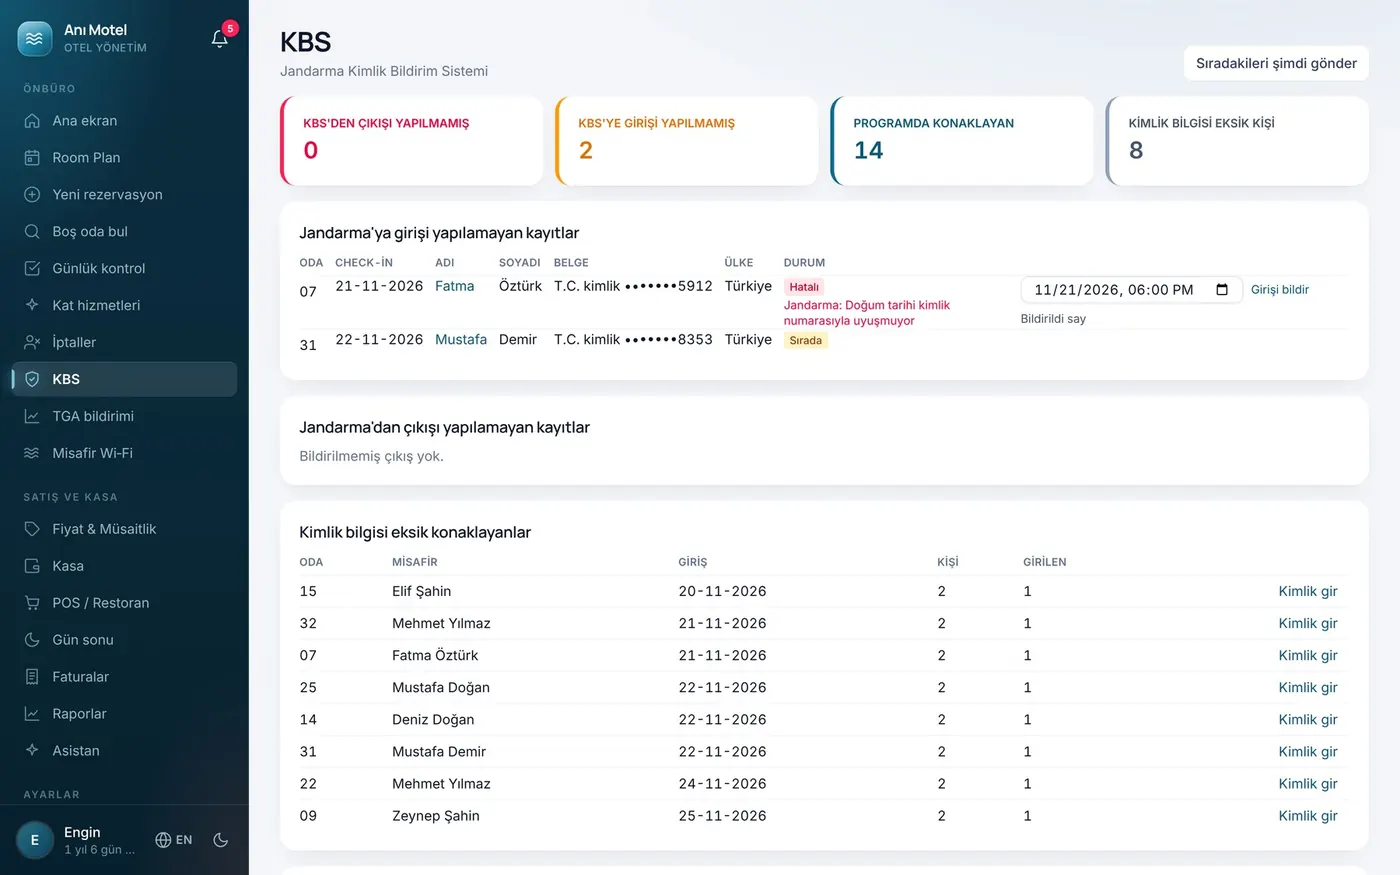 Anı Motel
OTEL YÖNETİM
5
ÖNBÜRO
Ana ekran
Room Plan
Yeni rezervasyon
Boş oda bul
Günlük kontrol
Kat hizmetleri
İptaller
KBS
TGA bildirimi
Misafir Wi-Fi
SATIŞ VE KASA
Fiyat & Müsaitlik
Kasa
POS / Restoran
Gün sonu
Faturalar
Raporlar
Asistan
AYARLAR
E
Engin
1 yıl 6 gün ...
EN
KBS
Jandarma Kimlik Bildirim Sistemi
Sıradakileri şimdi gönder
KBS'DEN ÇIKIŞI YAPILMAMIŞ
0
KBS'YE GİRİŞİ YAPILMAMIŞ
2
PROGRAMDA KONAKLAYAN
14
KİMLİK BİLGİSİ EKSİK KİŞİ
8
Jandarma'ya girişi yapılamayan kayıtlar
ODA CHECK-İN ADI SOYADI BELGE ÜLKE DURUM
07 21-11-2026 Fatma Öztürk T.C. kimlik •••••••5912 Türkiye Hatalı 11/21/2026, 06:00 PM Girişi bildir
Jandarma: Doğum tarihi kimlik
numarasıyla uyuşmuyor
Bildirildi say
31 22-11-2026 Mustafa Demir T.C. kimlik •••••••8353 Türkiye Sırada
Jandarma'dan çıkışı yapılamayan kayıtlar
Bildirilmemiş çıkış yok.
Kimlik bilgisi eksik konaklayanlar
ODA MİSAFİR GİRİŞ KİŞİ GİRİLEN
15 Elif Şahin 20-11-2026 2 1 Kimlik gir
32 Mehmet Yılmaz 21-11-2026 2 1 Kimlik gir
07 Fatma Öztürk 21-11-2026 2 1 Kimlik gir
25 Mustafa Doğan 22-11-2026 2 1 Kimlik gir
14 Deniz Doğan 22-11-2026 2 1 Kimlik gir
31 Mustafa Demir 22-11-2026 2 1 Kimlik gir
22 Mehmet Yılmaz 24-11-2026 2 1 Kimlik gir
09 Zeynep Şahin 25-11-2026 2 1 Kimlik gir